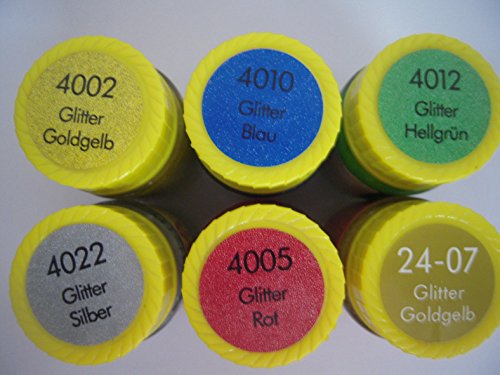 4002
Glitter
Goldgelb
4010
Glitter
Blau
4012
Glitter
Hellgrün
4022
Glitter
Silber
4005
Glitter
Rot
24-07
Glitter
Goldgelb